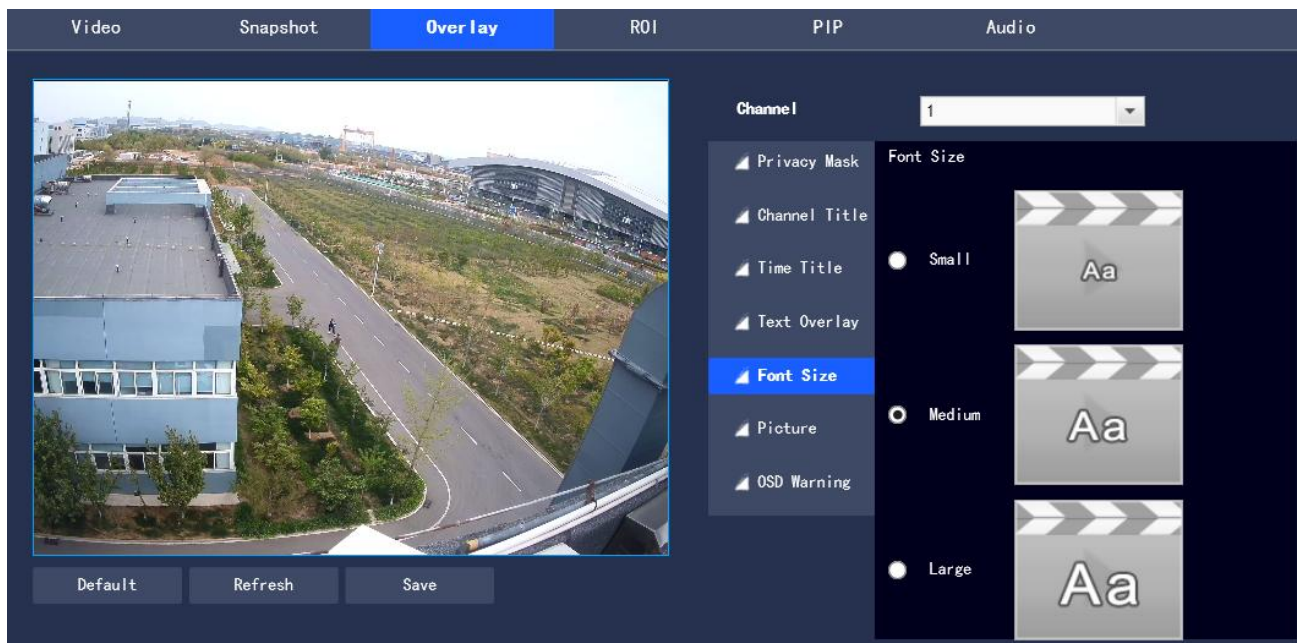 Video Snapshot Overlay ROI PIP Audio
Channel 1
Privacy Mask
Channel Title
Time Title
Text Overlay
Font Size
Picture
OSD Warning
Font Size
Small Aa
Medium Aa
Large Aa
Default Refresh Save